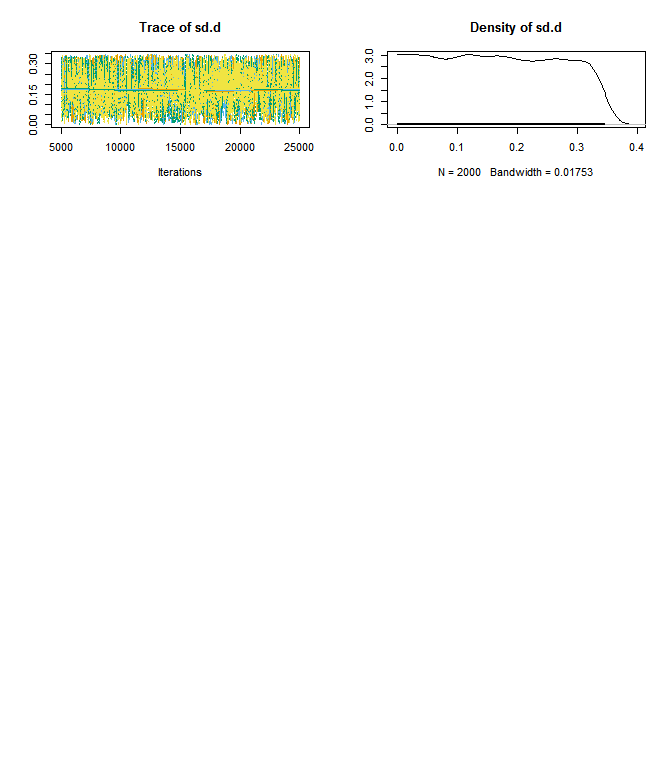 Trace of sd.d
0.00 0.15 0.30
5000 10000 15000 20000 25000
Iterations
Density of sd.d
0.0 1.0 2.0 3.0
0.0 0.1 0.2 0.3 0.4
N = 2000 Bandwidth = 0.01753